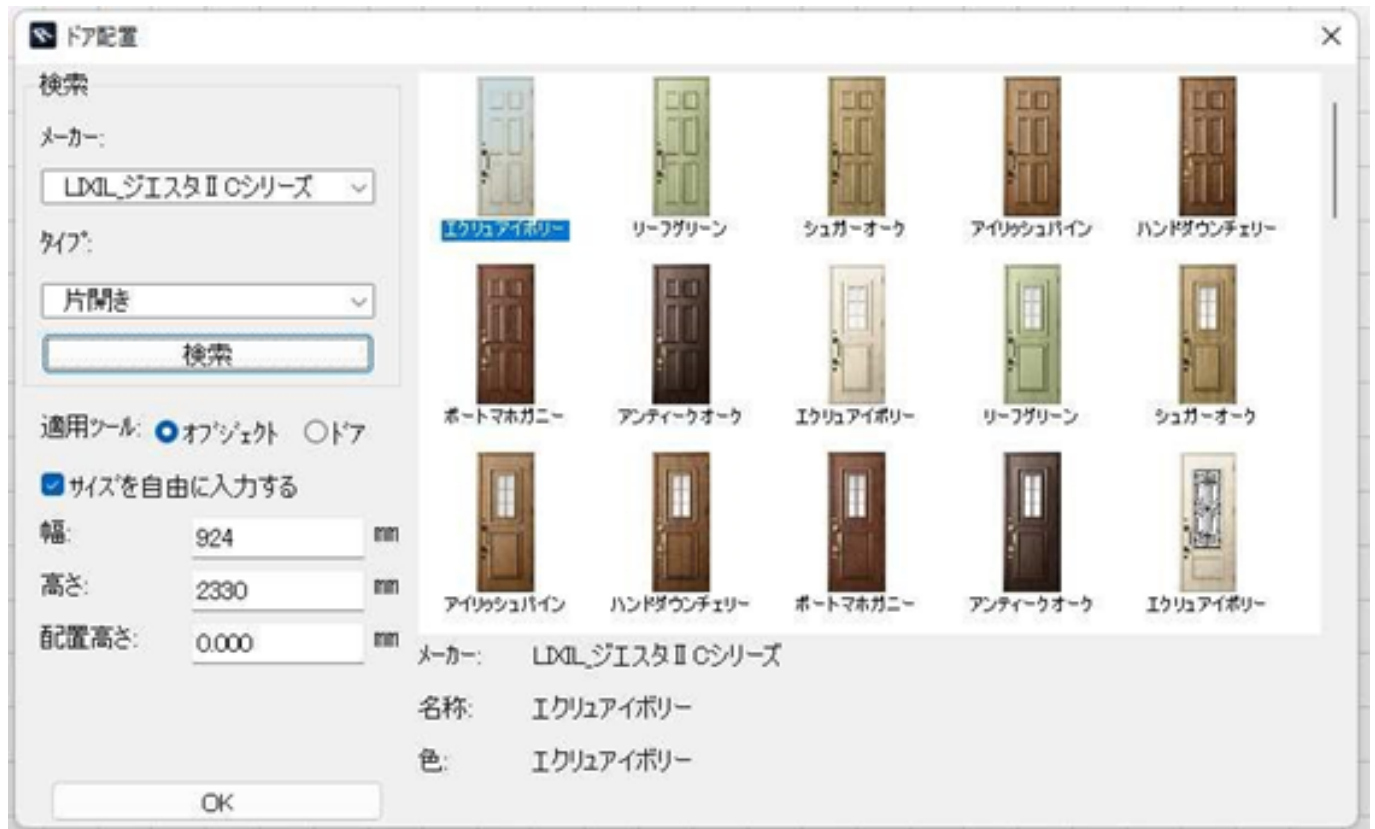 ドア配置
検索
メーカー:
LIXIL_ジエスタⅡ Cシリーズ
タイプ:
片開き
検索
適用ツール: オブジェクト ドア
サイズを自由に入力する
幅: 924 mm
高さ: 2330 mm
配置高さ: 0.000 mm
OK
エクリュアイボリー リーフグリーン シュガーオーク アイリッシュパイン ハンドダウンチェリー
ポートマホガニー アンティークオーク エクリュアイボリー リーフグリーン シュガーオーク
アイリッシュパイン ハンドダウンチェリー ポートマホガニー アンティークオーク エクリュアイボリー
メーカー: LIXIL_ジエスタⅡ Cシリーズ
名称: エクリュアイボリー
色: エクリュアイボリー